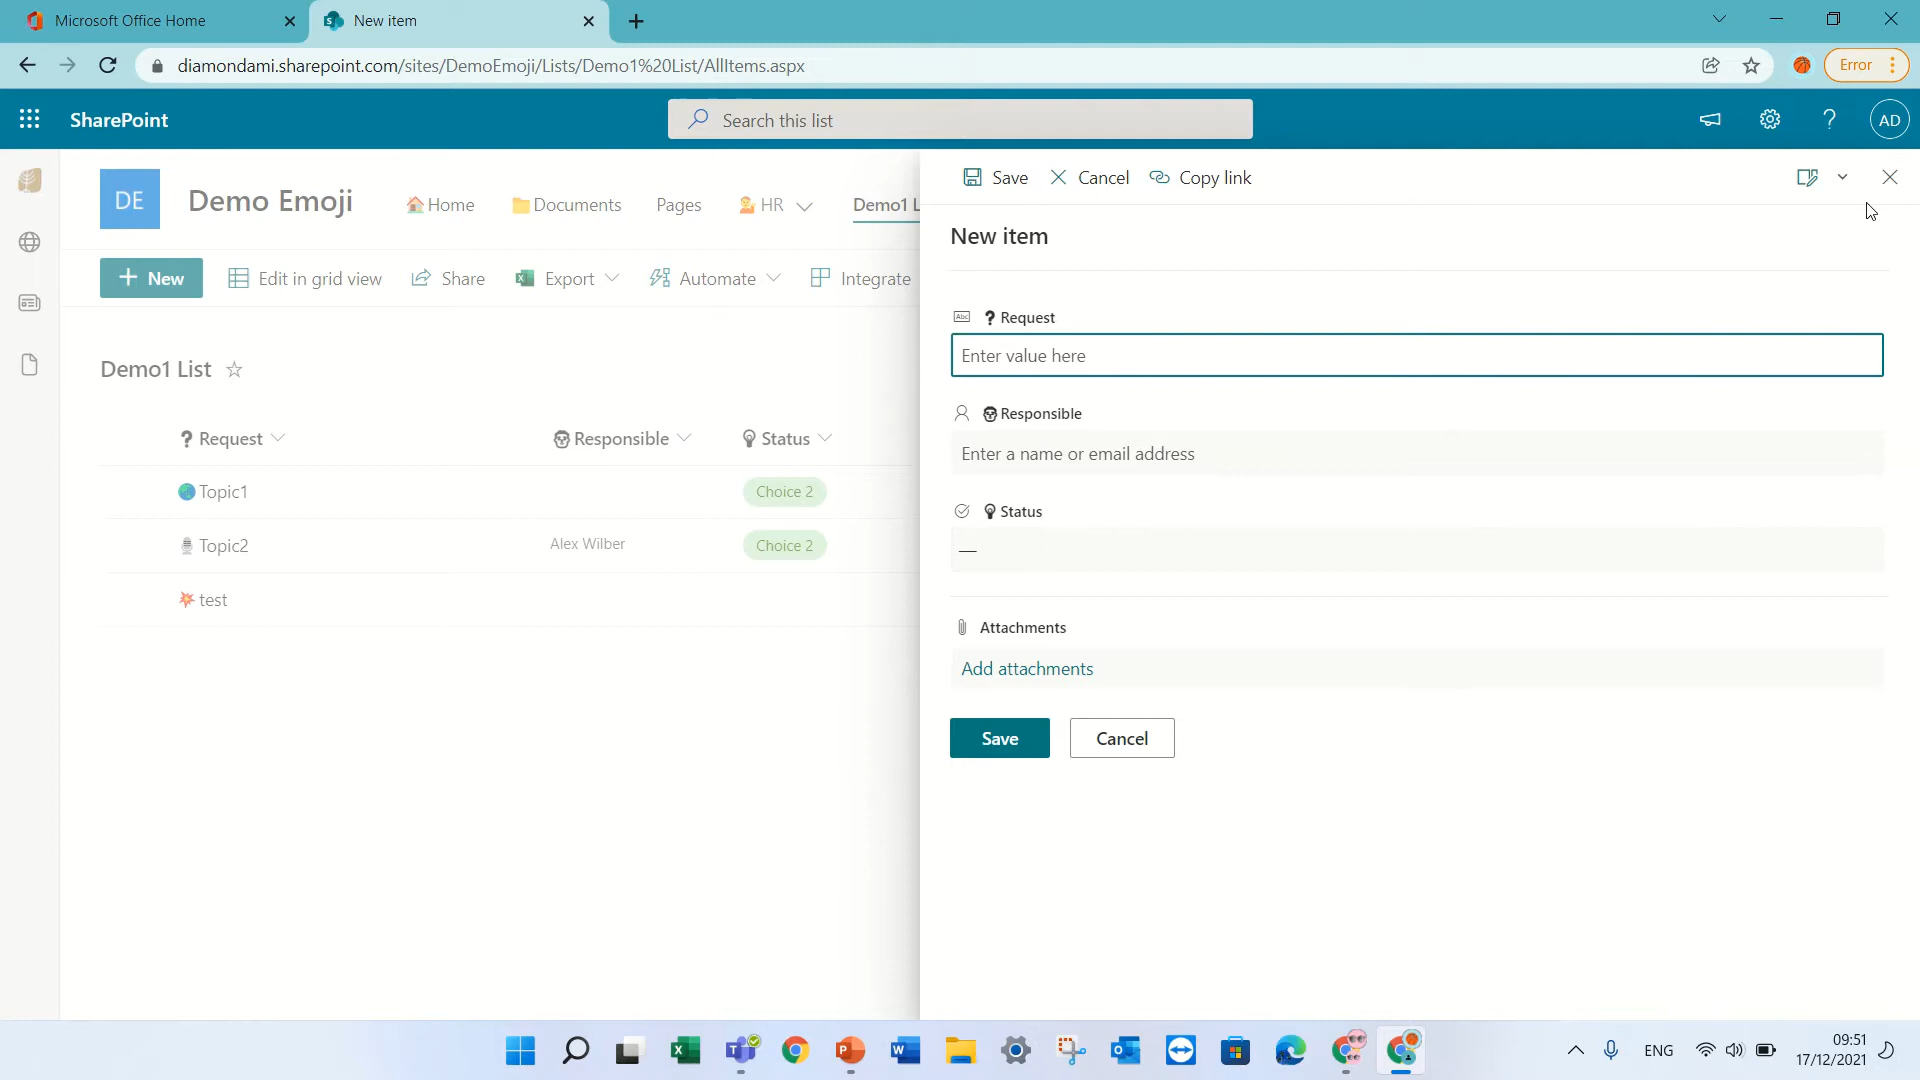 Microsoft Office Home
New item
diamondami.sharepoint.com/sites/DemoEmoji/Lists/Demo1%20List/AllItems.aspx
Error
SharePoint
Search this list
AD
DE
Demo Emoji
Home
Documents
Pages
HR
Demo1 L
New
Edit in grid view
Share
Export
Automate
Integrate
Demo1 List
Request
Responsible
Status
Topic1
Choice 2
Topic2
Alex Wilber
Choice 2
test
Save
Cancel
Copy link
New item
Abc
? Request
Enter value here
Responsible
Enter a name or email address
Status
—
Attachments
Add attachments
Save
Cancel
ENG
09:51
17/12/2021